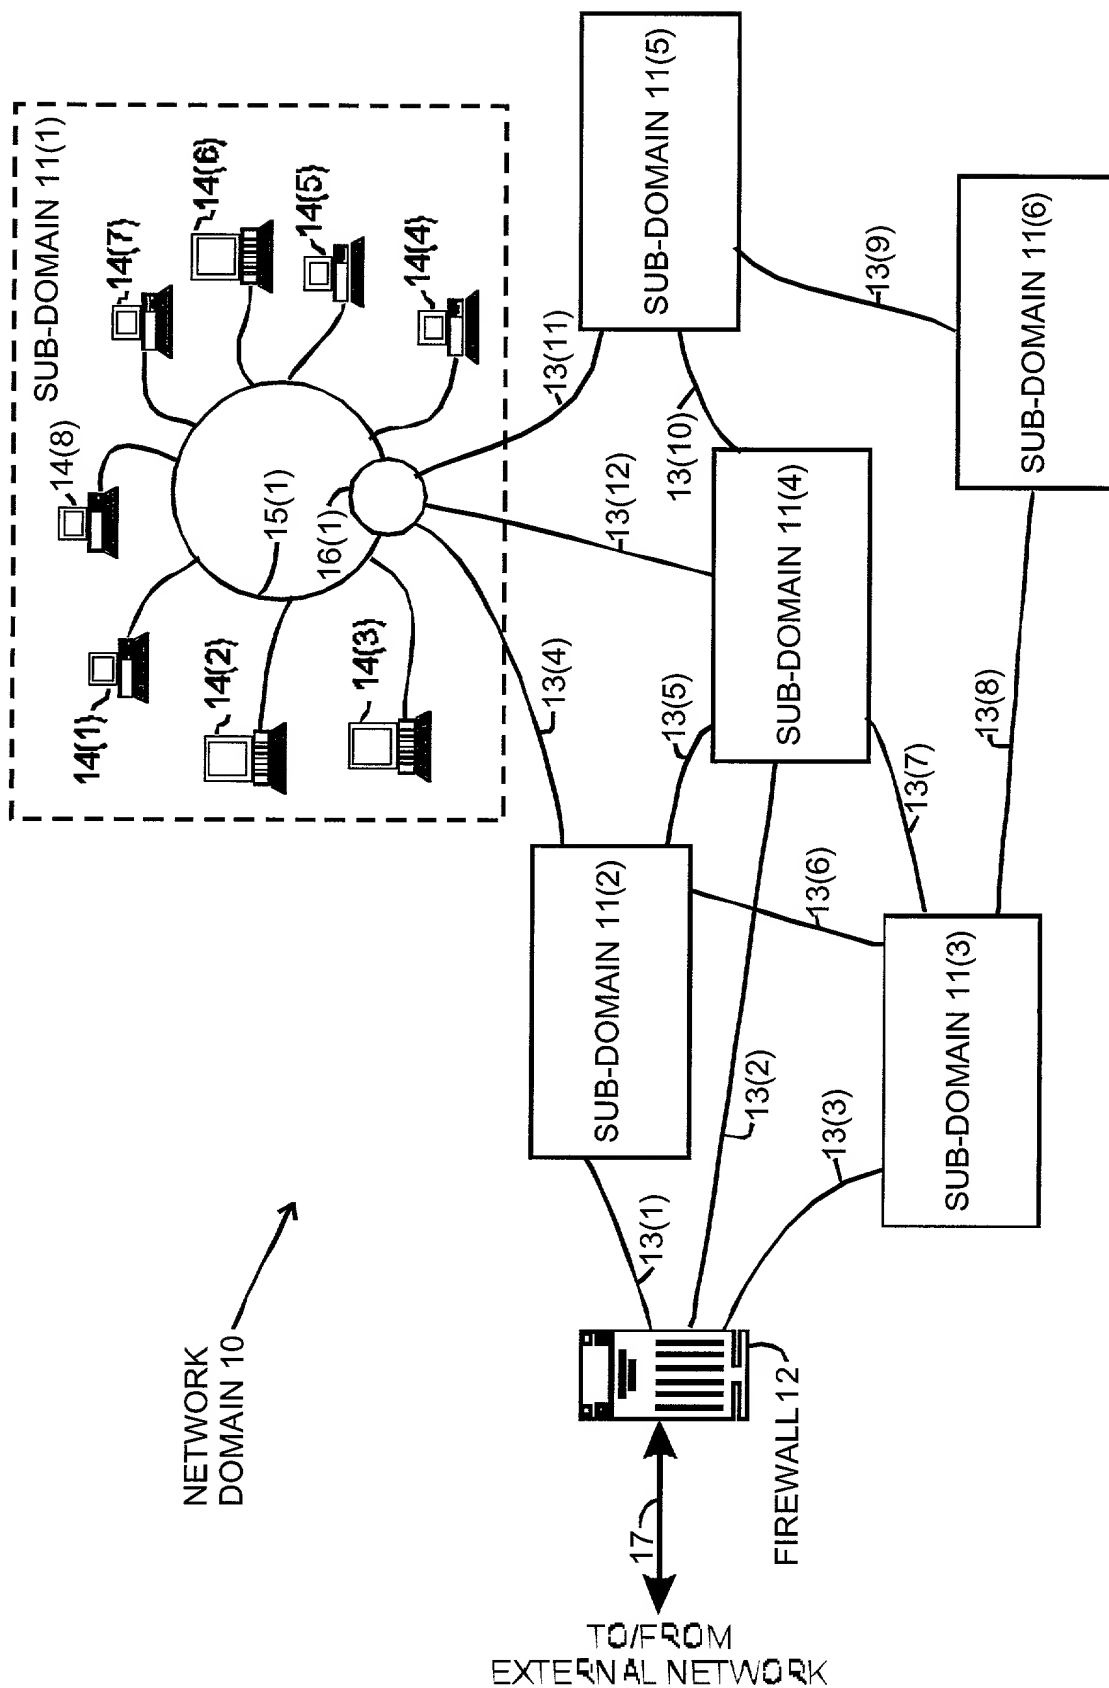 SUB-DOMAIN 11(1)
14(1)
14(2)
14(3)
14(4)
14(5)
14(6)
14(7)
14(8)
15(1)
16(1)
NETWORK
DOMAIN 10
13(4)
13(12)
13(11)
SUB-DOMAIN 11(2)
SUB-DOMAIN 11(5)
13(1)
13(5)
13(10)
SUB-DOMAIN 11(4)
13(2)
13(6)
13(9)
13(3)
13(7)
SUB-DOMAIN 11(3)
13(8)
SUB-DOMAIN 11(6)
17
FIREWALL 12
TO/FROM
EXTERNAL NETWORK